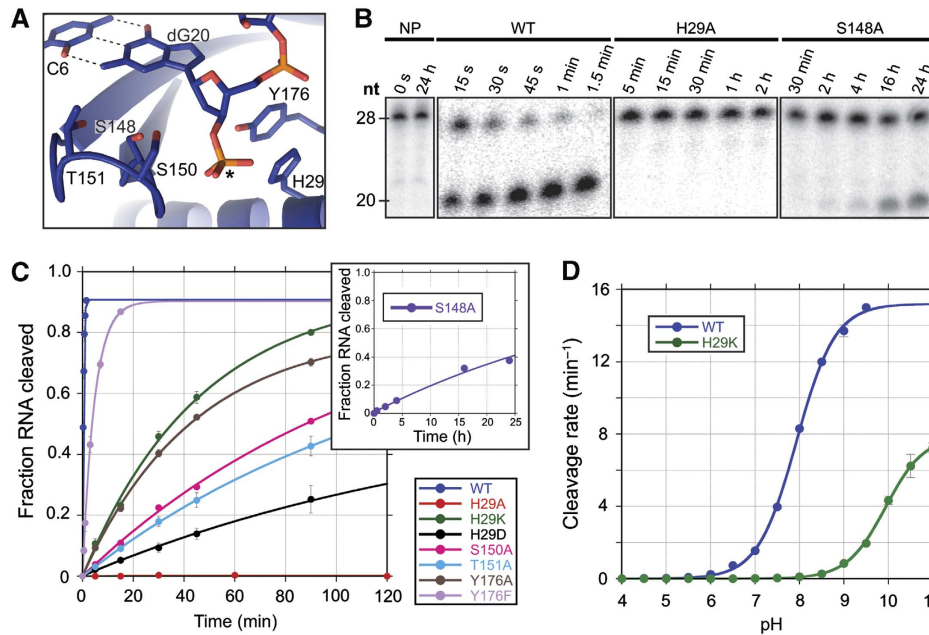 A
dG20
C6
Y176
S148
S150
T151
*
H29
B
NP WT H29A S148A
0 s 24 h 15 s 30 s 45 s 1 min 1.5 min 5 min 15 min 30 min 1 h 2 h 30 min 2 h 4 h 16 h 24 h
nt
28
20
C
Fraction RNA cleaved
1.0
0.8
0.6
0.4
0.2
0
0 20 40 60 80 100 120
Time (min)
Fraction RNA cleaved
1.0
0.8
0.6
0.4
0.2
0
0 5 10 15 20 25
Time (h)
S148A
WT
H29A
H29K
H29D
S150A
T151A
Y176A
Y176F
D
Cleavage rate (min⁻¹)
16
12
8
4
0
4 5 6 7 8 9 10 11
pH
WT
H29K